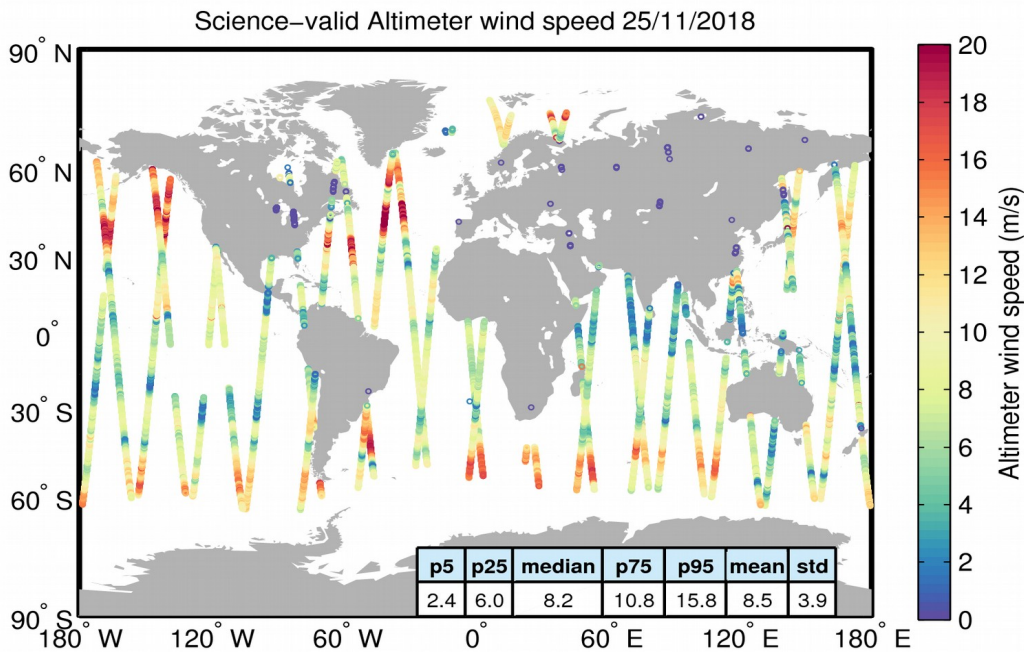 Science−valid Altimeter wind speed 25/11/2018
90° N
60° N
30° N
0°
30° S
60° S
90° S
180° W
120° W
60° W
0°
60° E
120° E
180° E
p5 p25 median p75 p95 mean std
2.4 6.0 8.2 10.8 15.8 8.5 3.9
20
18
16
14
12
10
8
6
4
2
0
Altimeter wind speed (m/s)